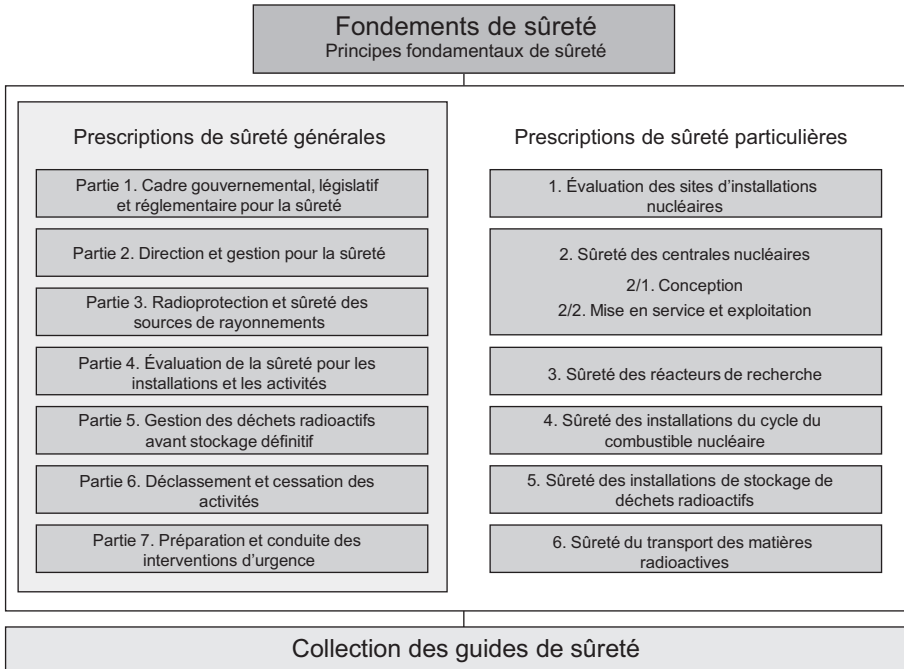 Fondements de sûreté
Principes fondamentaux de sûreté
Prescriptions de sûreté générales
Partie 1. Cadre gouvernemental, législatif
et réglementaire pour la sûreté
Partie 2. Direction et gestion pour la sûreté
Partie 3. Radioprotection et sûreté des
sources de rayonnements
Partie 4. Évaluation de la sûreté pour les
installations et les activités
Partie 5. Gestion des déchets radioactifs
avant stockage définitif
Partie 6. Déclassement et cessation des
activités
Partie 7. Préparation et conduite des
interventions d’urgence
Prescriptions de sûreté particulières
1. Évaluation des sites d’installations
nucléaires
2. Sûreté des centrales nucléaires
2/1. Conception
2/2. Mise en service et exploitation
3. Sûreté des réacteurs de recherche
4. Sûreté des installations du cycle du
combustible nucléaire
5. Sûreté des installations de stockage de
déchets radioactifs
6. Sûreté du transport des matières
radioactives
Collection des guides de sûreté